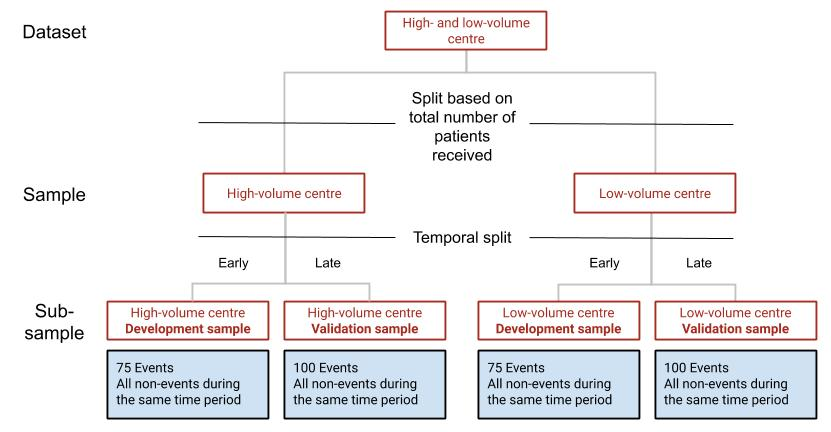 Dataset
High- and low-volume
centre
Split based on
total number of
patients
received
Sample
High-volume centre
Low-volume centre
Temporal split
Early
Late
Early
Late
Sub-
sample
High-volume centre
Development sample
High-volume centre
Validation sample
Low-volume centre
Development sample
Low-volume centre
Validation sample
75 Events
All non-events during
the same time period
100 Events
All non-events during
the same time period
75 Events
All non-events during
the same time period
100 Events
All non-events during
the same time period